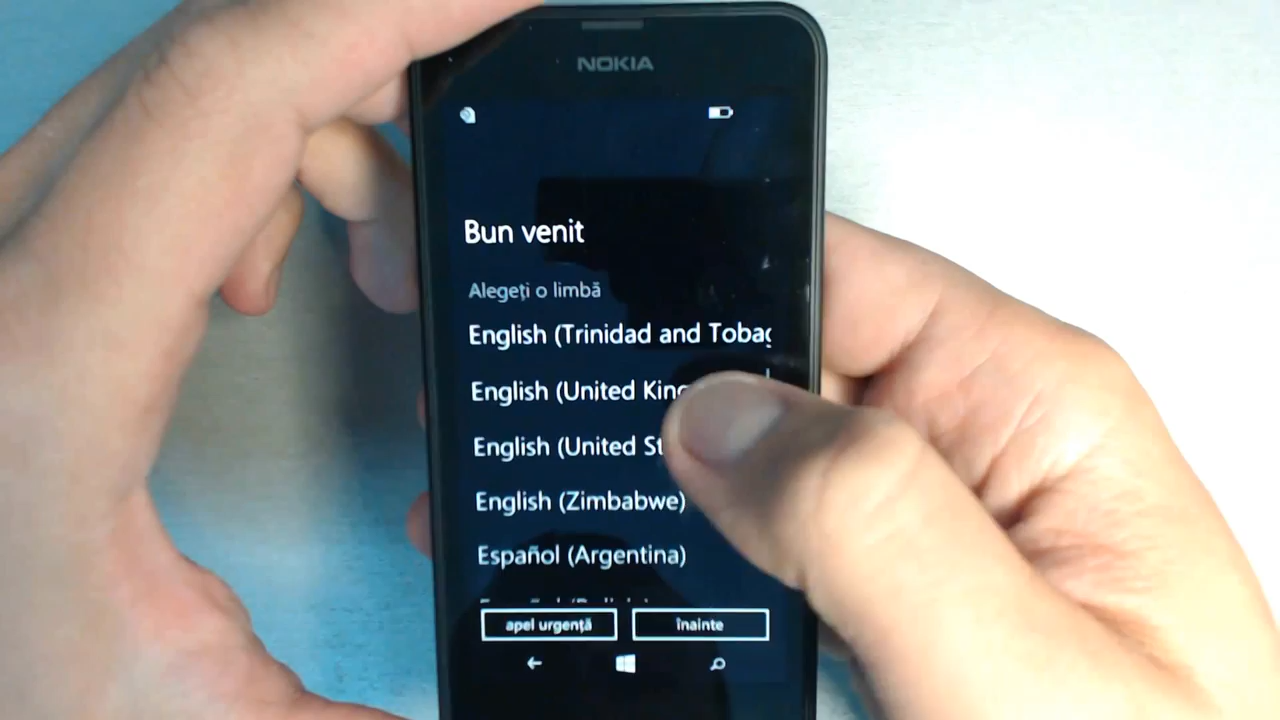 NOKIA
Bun venit
Alegeți o limbă
English (Trinidad and Tobag
English (United King
English (United St
English (Zimbabwe)
Español (Argentina)
apel urgență
înainte